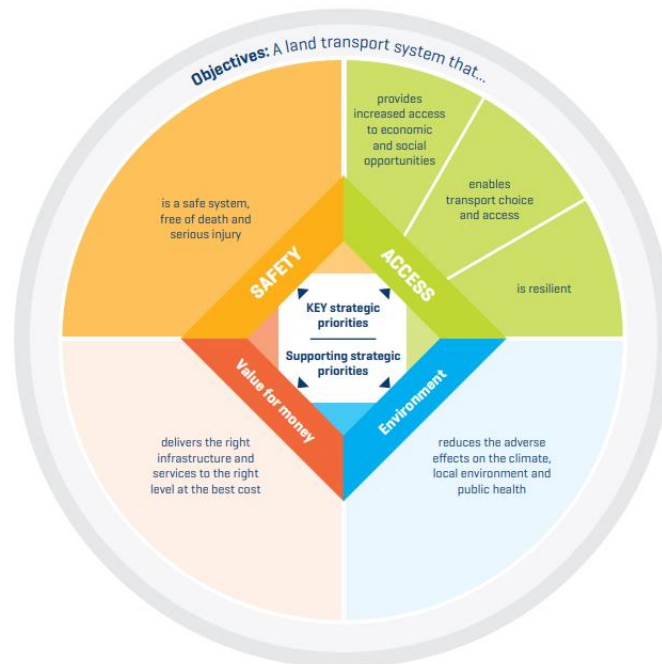 Objectives: A land transport system that...
provides
increased access
to economic
and social
opportunities
enables
transport choice
and access
is resilient
is a safe system,
free of death and
serious injury
SAFETY
ACCESS
KEY strategic
priorities
Supporting strategic
priorities
Value for money
Environment
delivers the right
infrastructure and
services to the right
level at the best cost
reduces the adverse
effects on the climate,
local environment and
public health